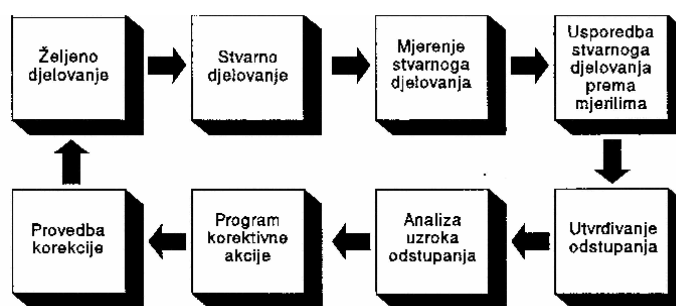 Željeno
djelovanje
Stvarno
djelovanje
Mjerenje
stvarnoga
djelovanja
Usporedba
stvarnoga
djelovanja
prema
mjerilima
Utvrđivanje
odstupanja
Analiza
uzroka
odstupanja
Program
korektivne
akcije
Provedba
korekcije